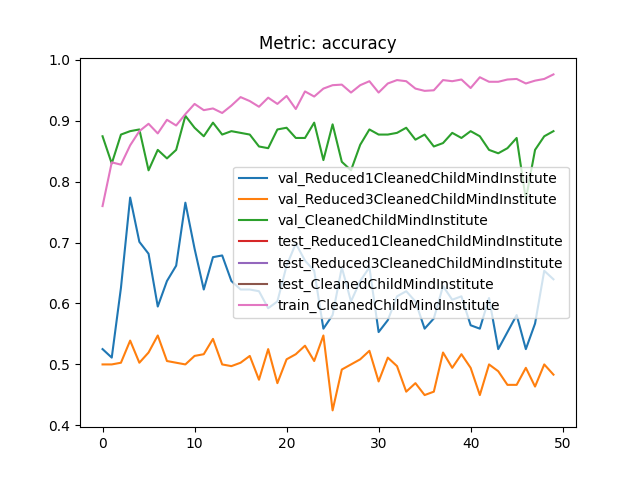 Metric: accuracy
1.0
0.9
0.8
0.7
0.6
0.5
0.4
val_Reduced1CleanedChildMindInstitute
val_Reduced3CleanedChildMindInstitute
val_CleanedChildMindInstitute
test_Reduced1CleanedChildMindInstitute
test_Reduced3CleanedChildMindInstitute
test_CleanedChildMindInstitute
train_CleanedChildMindInstitute
0 10 20 30 40 50